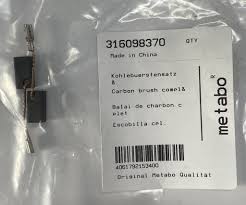 316098370 QTY
Made in China
Kohlebuerstensatz
&
Carbon brush compl&
Balai de charbon c
plet
Escobilla cel.
4061792153400
Original Metabo Qualität
metabo®